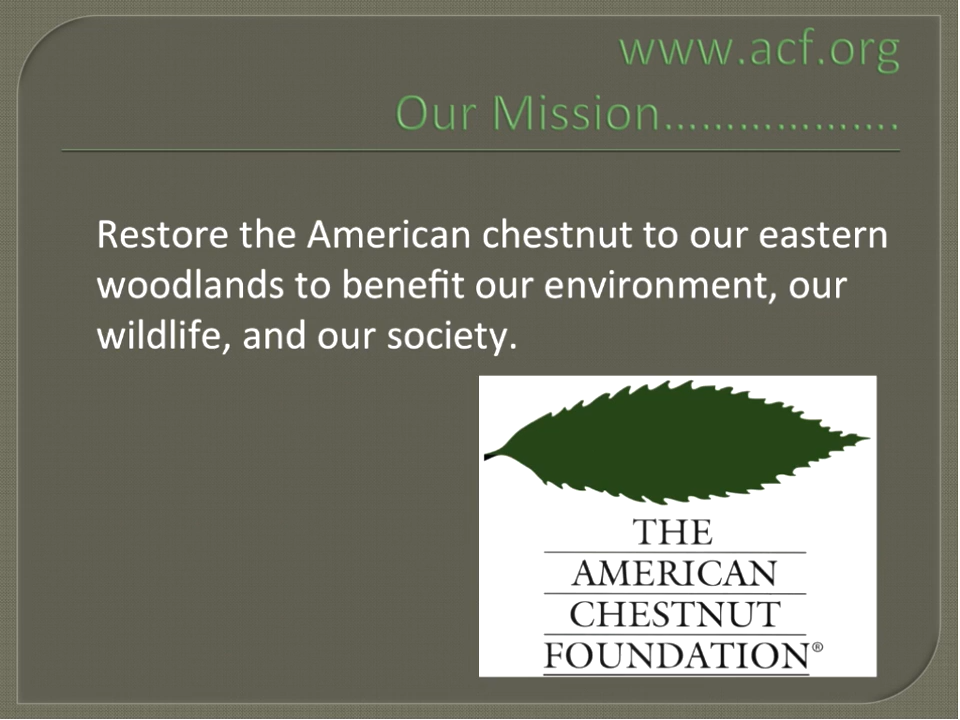 www.acf.org
Our Mission……………….
Restore the American chestnut to our eastern
woodlands to benefit our environment, our
wildlife, and our society.
THE
AMERICAN
CHESTNUT
FOUNDATION®